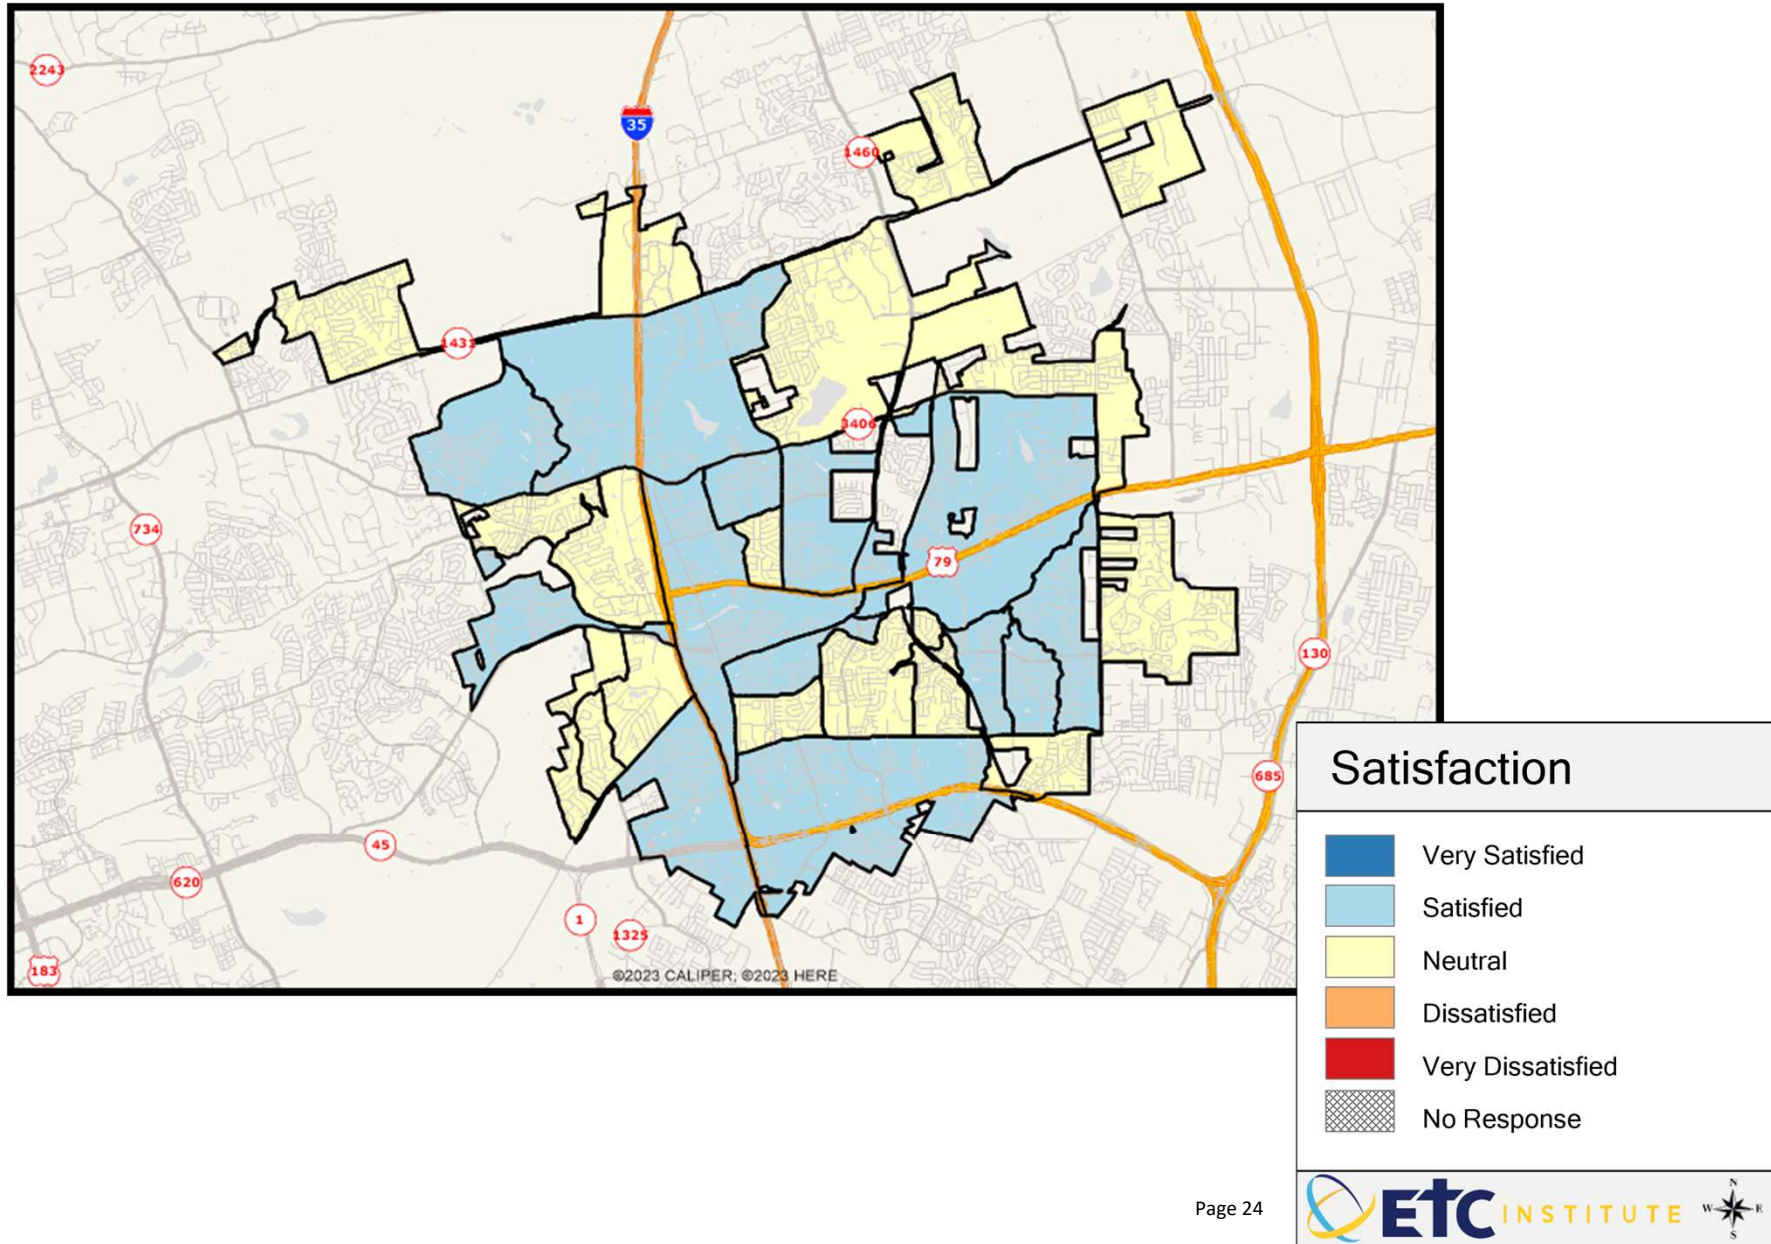 2243
35
1460
1431
3406
734
79
130
685
45
620
1
1325
183
©2023 CALIPER; ©2023 HERE
Satisfaction
Very Satisfied
Satisfied
Neutral
Dissatisfied
Very Dissatisfied
No Response
Page 24
ETC INSTITUTE
N
W E
S